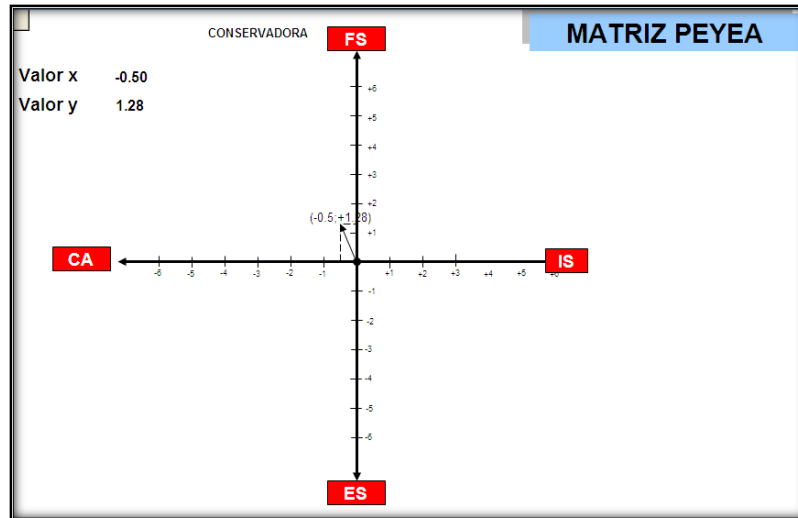 MATRIZ PEYEA
CONSERVADORA
FS
Valor x -0.50
Valor y 1.28
+6
+5
+4
+3
+2
(-0.5;+1.28)
+1
CA
IS
-6 -5 -4 -3 -2 -1 +1 +2 +3 +4 +5 +6
-1
-2
-3
-4
-5
-6
ES